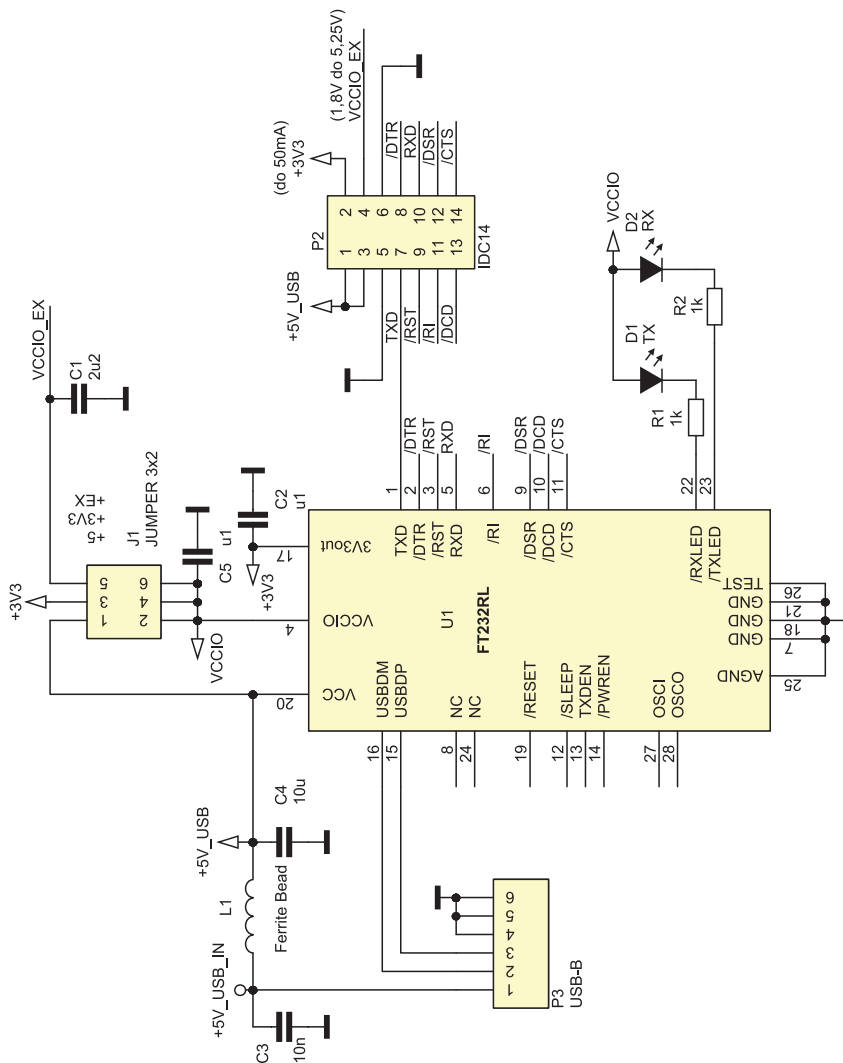 (1,8V do 5,25V)
VCCIO_EX
(do 50mA)
+3V3
P2
+5V_USB
1 2
3 4
5 6
7 8
9 10
11 12
13 14
IDC14
TXD
/RST
/RI
/DCD
/DTR
RXD
/DSR
/CTS
VCCIO_EX
C1
2u2
+5
+3V3
+EX
J1
JUMPER 3x2
+3V3
1 2
3 4
5 6
VCCIO
C5
u1
C2
u1
+3V3
17
4
20
3V3out
VCCIO
VCC
U1
FT232RL
TXD 1
/DTR 2 /DTR
/RST 3 /RST
RXD 5 RXD
/RI 6 /RI
/DSR 9 /DSR
/DCD 10 /DCD
/CTS 11 /CTS
/RXLED 22
/TXLED 23
16 USBDM
15 USBDP
8 NC
24 NC
19 /RESET
12 /SLEEP
13 TXDEN
14 /PWREN
27 OSCI
28 OSCO
TEST 26
GND 21
GND 18
GND 7
AGND 25
VCCIO
D1
TX
D2
RX
R1
1k
R2
1k
+5V_USB
C4
10u
L1
Ferrite Bead
+5V_USB_IN
C3
10n
1
2
3
4
5
6
P3
USB-B